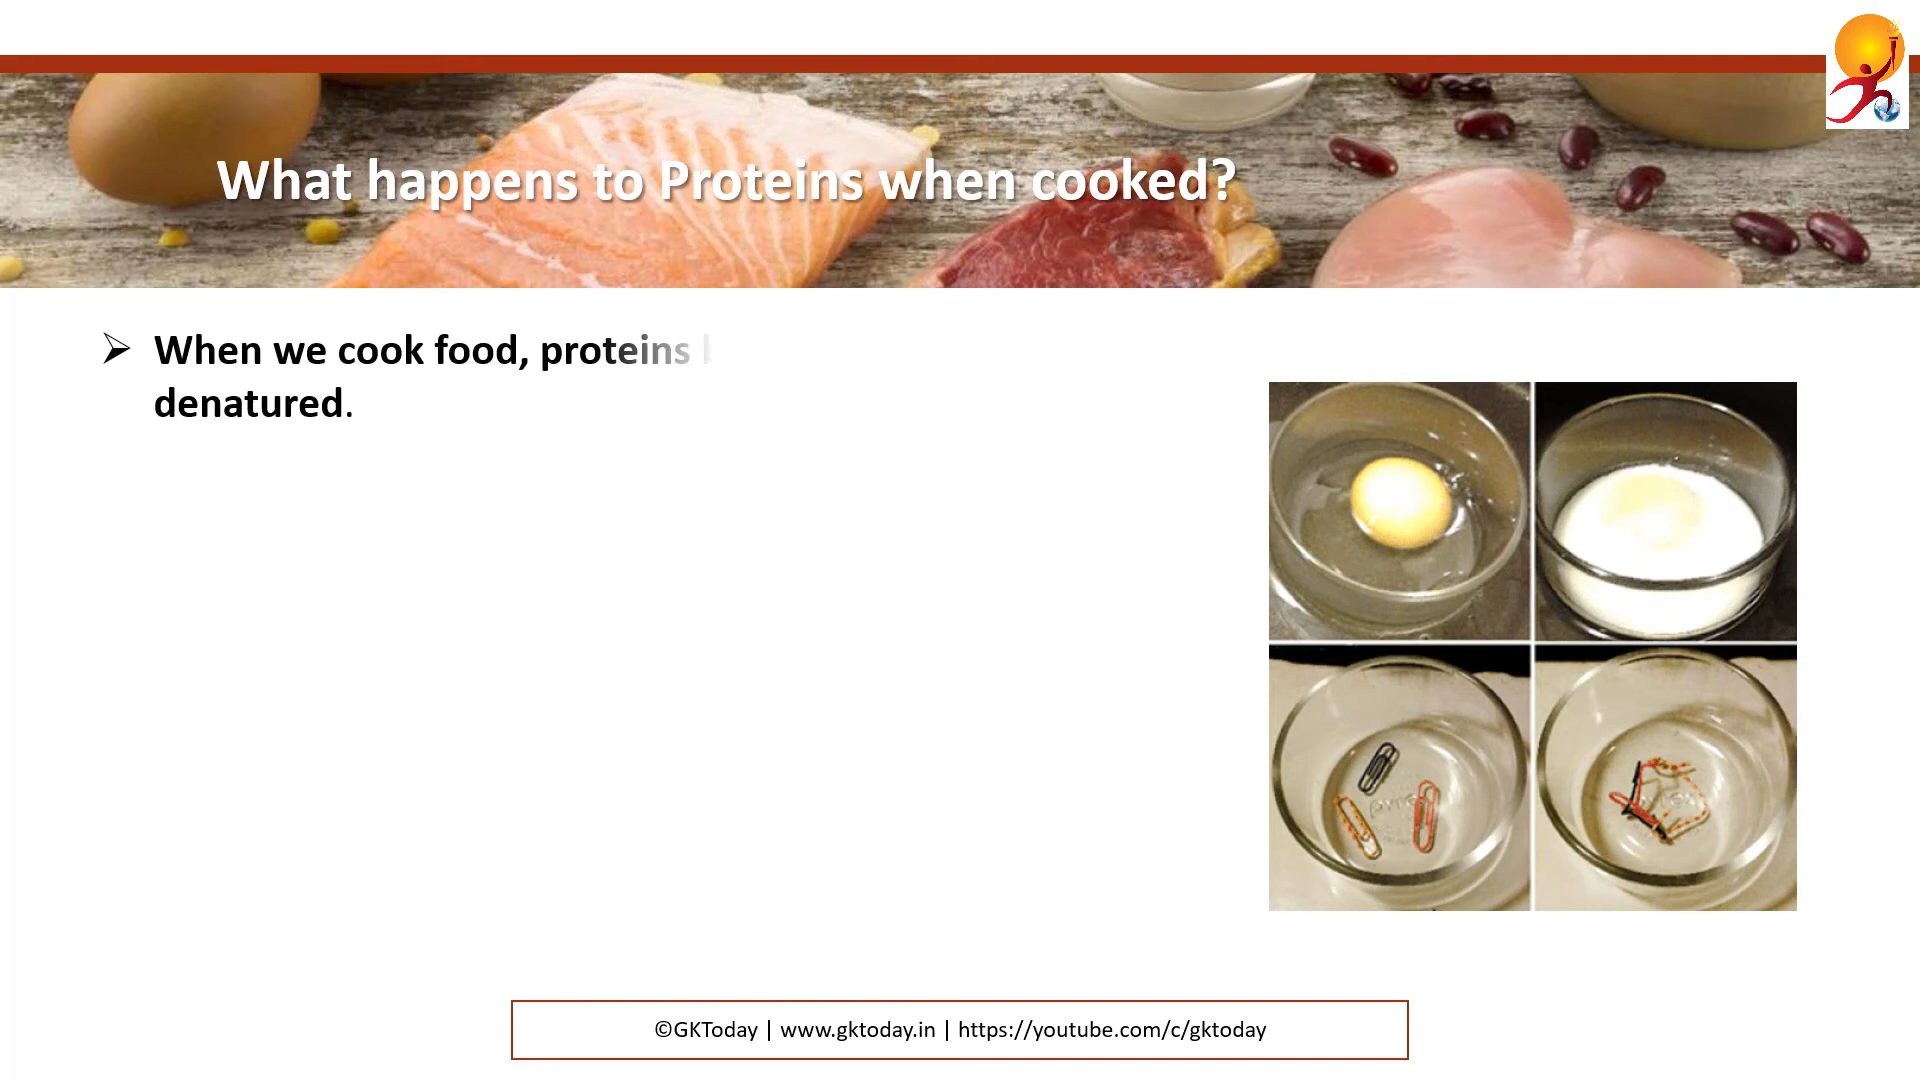 What happens to Proteins when cooked?
➢ When we cook food, proteins
denatured.
©GKToday | www.gktoday.in | https://youtube.com/c/gktoday